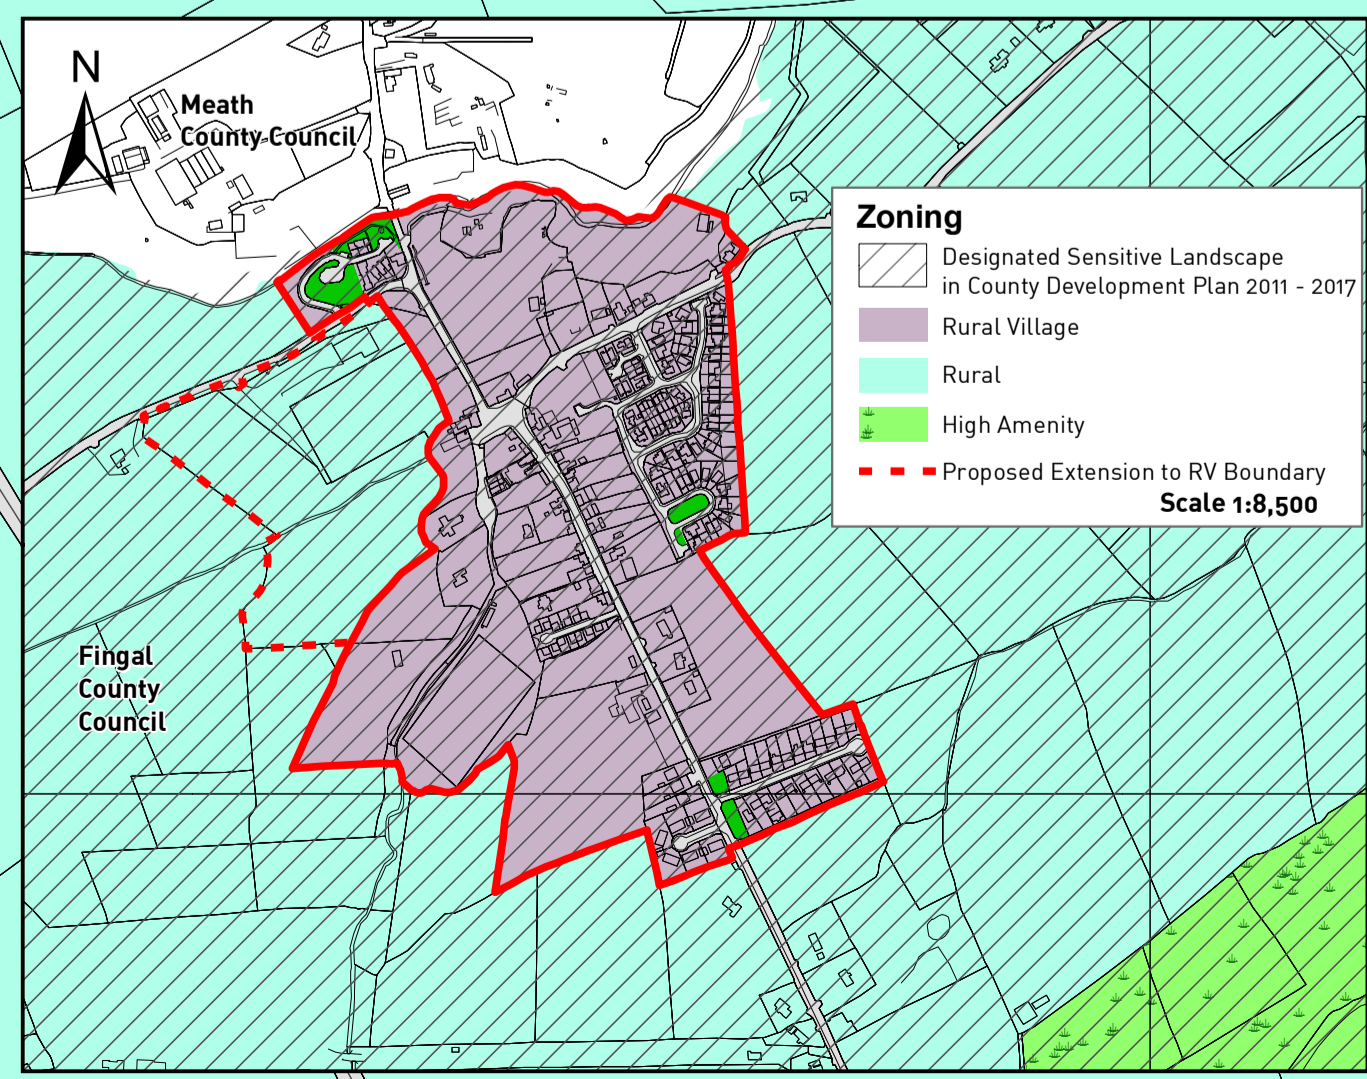 N
Meath
County Council
Zoning
Designated Sensitive Landscape
in County Development Plan 2011 - 2017
Rural Village
Rural
High Amenity
Proposed Extension to RV Boundary
Scale 1:8,500
Fingal
County
Council